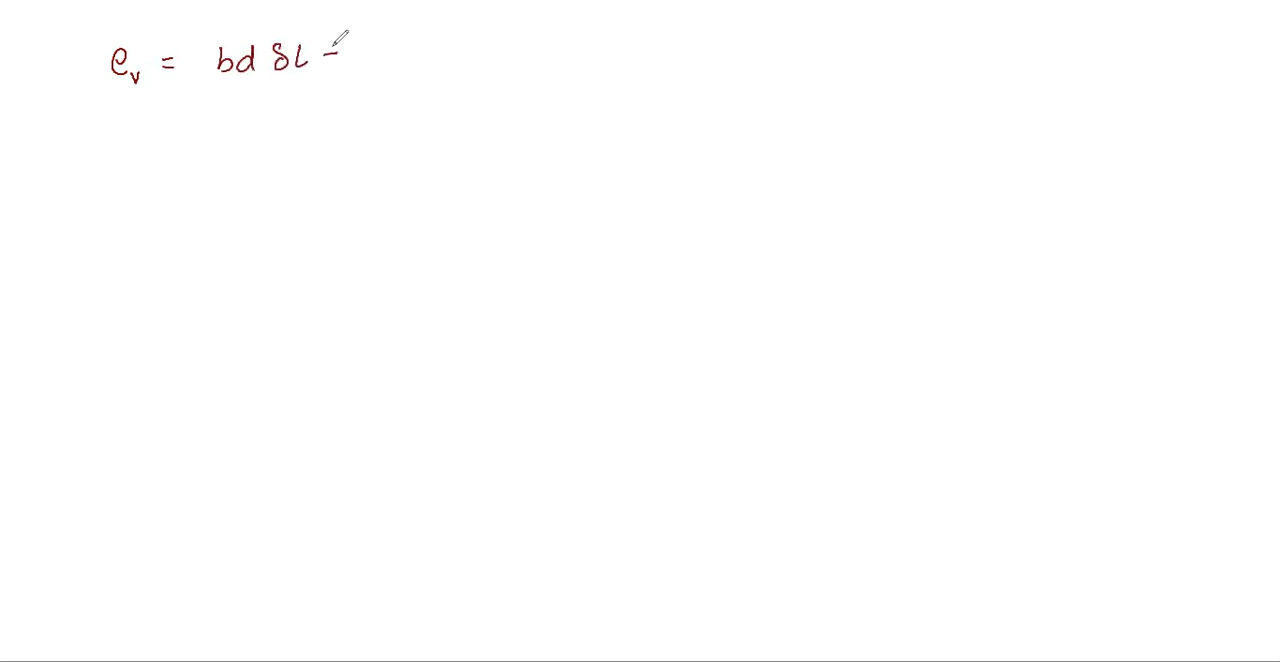 e_v = bd δL -